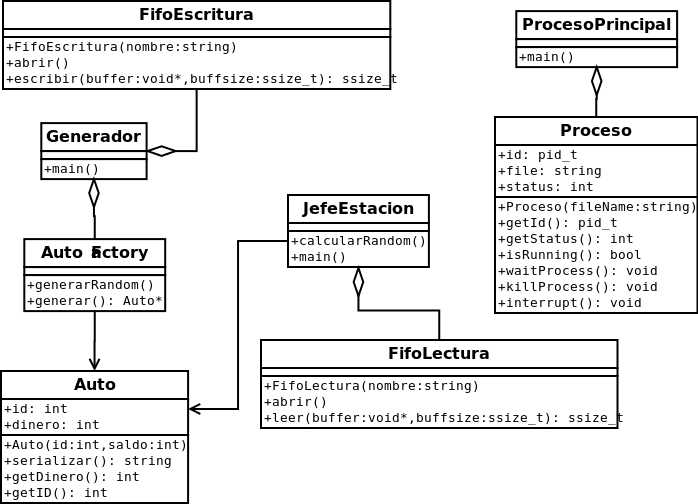 FifoEscritura
+FifoEscritura(nombre:string)
+abrir()
+escribir(buffer:void*,buffsize:ssize_t): ssize_t
ProcesoPrincipal
+main()
Generador
+main()
Proceso
+id: pid_t
+file: string
+status: int
+Proceso(fileName:string)
+getId(): pid_t
+getStatus(): int
+isRunning(): bool
+waitProcess(): void
+killProcess(): void
+interrupt(): void
JefeEstacion
+calcularRandom()
+main()
Auto Factory
+generarRandom()
+generar(): Auto*
FifoLectura
+FifoLectura(nombre:string)
+abrir()
+leer(buffer:void*,buffsize:ssize_t): ssize_t
Auto
+id: int
+dinero: int
+Auto(id:int,saldo:int)
+serializar(): string
+getDinero(): int
+getID(): int